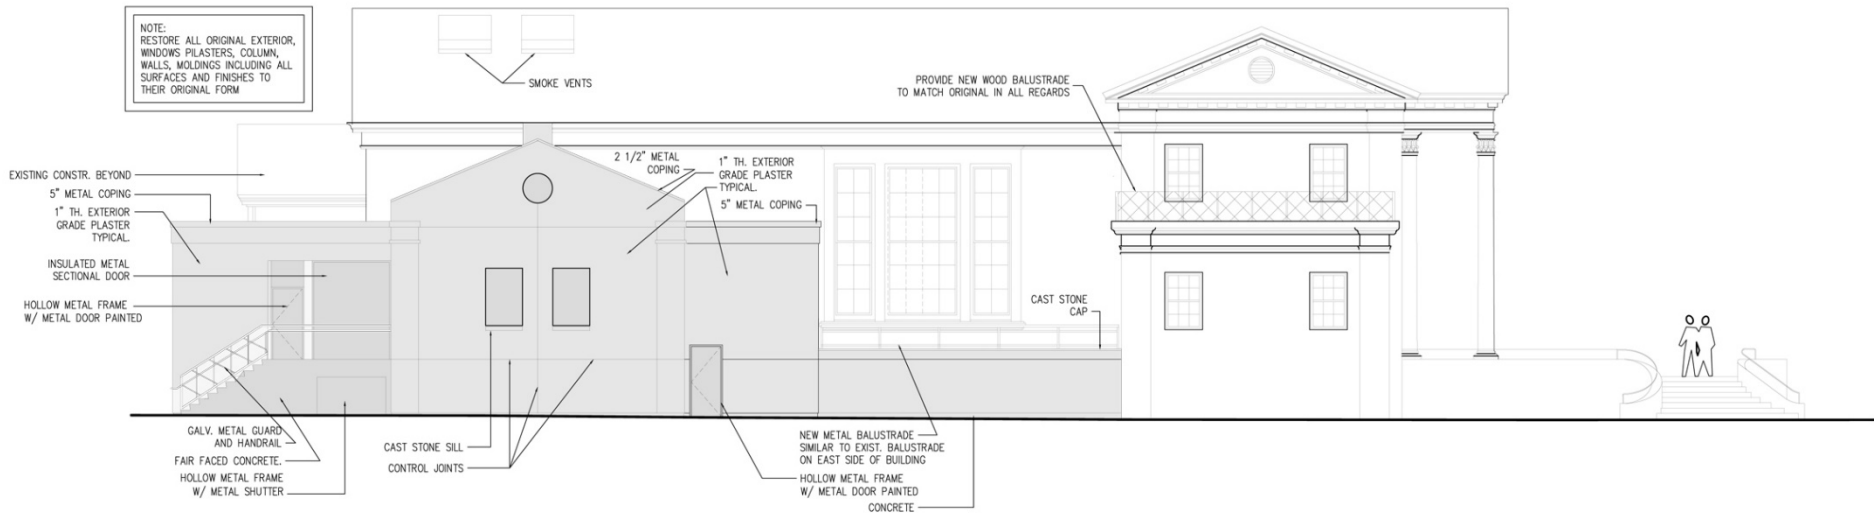 NOTE:
RESTORE ALL ORIGINAL EXTERIOR,
WINDOWS PILASTERS, COLUMN,
WALLS, MOLDINGS INCLUDING ALL
SURFACES AND FINISHES TO
THEIR ORIGINAL FORM
SMOKE VENTS
PROVIDE NEW WOOD BALUSTRADE
TO MATCH ORIGINAL IN ALL REGARDS
EXISTING CONSTR. BEYOND
5" METAL COPING
1" TH. EXTERIOR
GRADE PLASTER
TYPICAL.
INSULATED METAL
SECTIONAL DOOR
HOLLOW METAL FRAME
W/ METAL DOOR PAINTED
2 1/2" METAL
COPING
1" TH. EXTERIOR
GRADE PLASTER
TYPICAL.
5" METAL COPING
CAST STONE
CAP
GALV. METAL GUARD
AND HANDRAIL
FAIR FACED CONCRETE.
HOLLOW METAL FRAME
W/ METAL SHUTTER
CAST STONE SILL
CONTROL JOINTS
NEW METAL BALUSTRADE
SIMILAR TO EXIST. BALUSTRADE
ON EAST SIDE OF BUILDING
HOLLOW METAL FRAME
W/ METAL DOOR PAINTED
CONCRETE